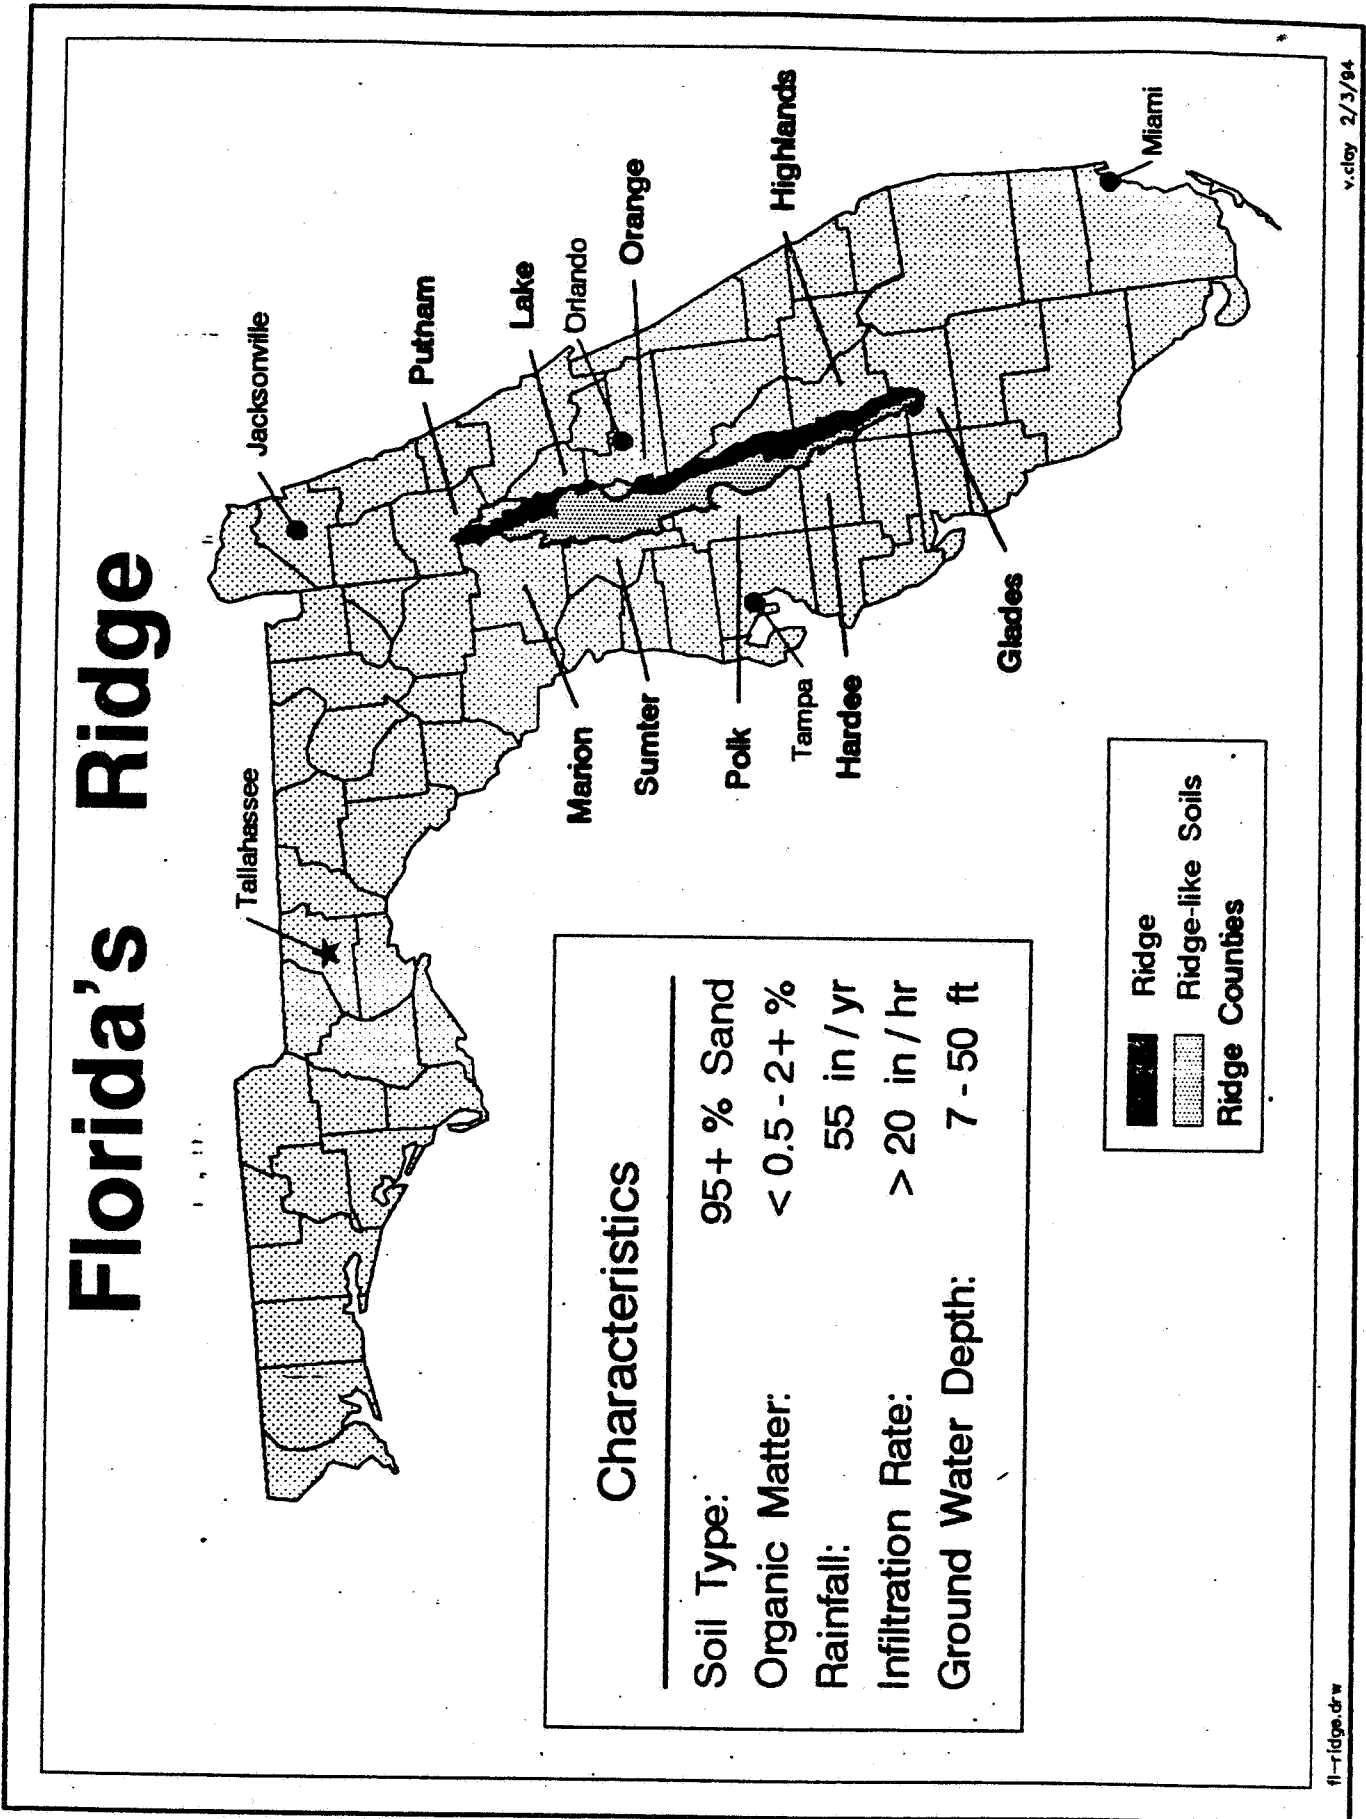 Florida's Ridge
Tallahassee
Jacksonville
Putnam
Lake
Orlando
Orange
Highlands
Miami
Marion
Sumter
Polk
Tampa
Hardee
Glades
Characteristics
Soil Type: 95+ % Sand
Organic Matter: < 0.5 - 2+ %
Rainfall: 55 in / yr
Infiltration Rate: > 20 in / hr
Ground Water Depth: 7 - 50 ft
Ridge
Ridge-like Soils
Ridge Counties
fl-ridge.drw
v.clay 2/3/94